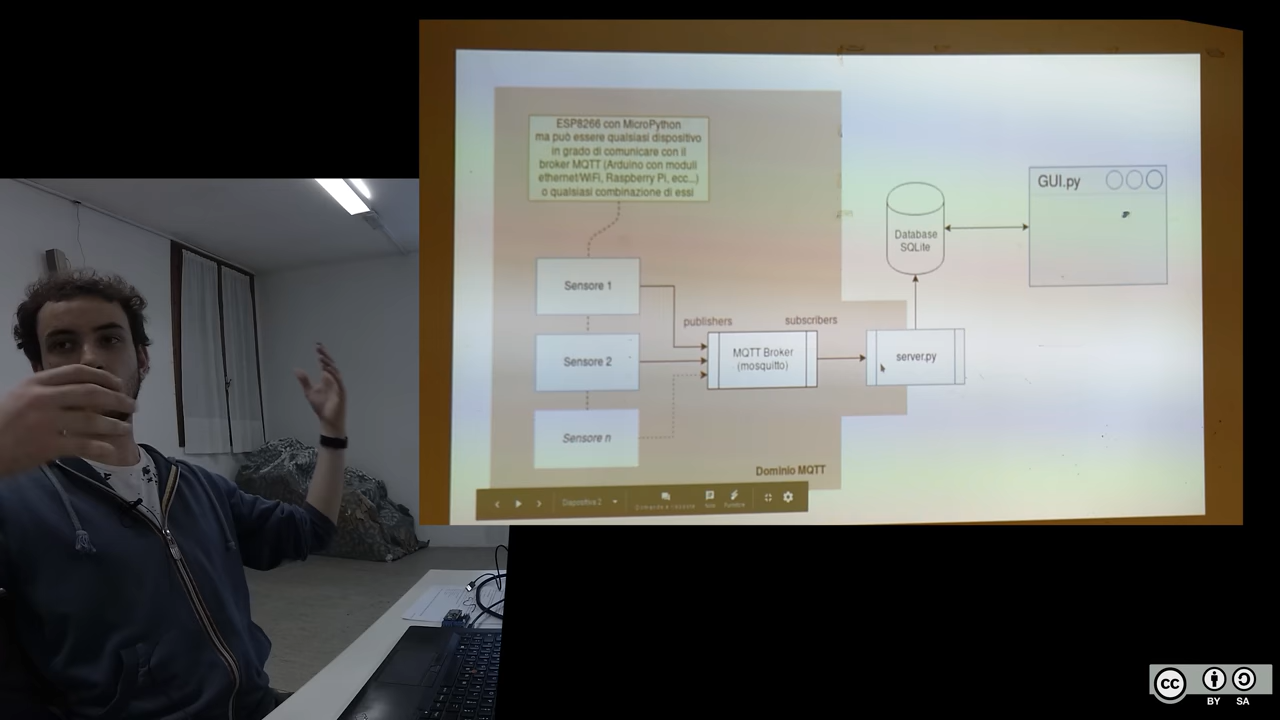 ESP8266 con MicroPython
ma può essere qualsiasi dispositivo
in grado di comunicare con il
broker MQTT (Arduino con moduli
ethernet/WiFi, Raspberry Pi, ecc...)
o qualsiasi combinazione di essi
GUI.py
Database
SQLite
Sensore 1
publishers
subscribers
Sensore 2
MQTT Broker
(mosquitto)
server.py
Sensore n
Dominio MQTT
Diapositiva 2
cc
BY SA